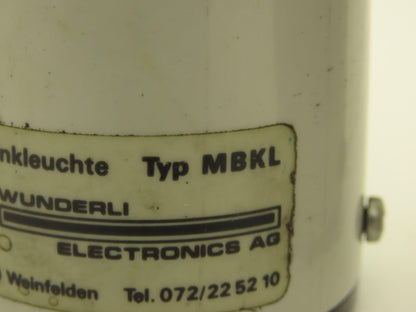 nkleuchte Typ MBKL
WUNDERLI
ELECTRONICS AG
Weinfelden Tel. 072/22 52 10